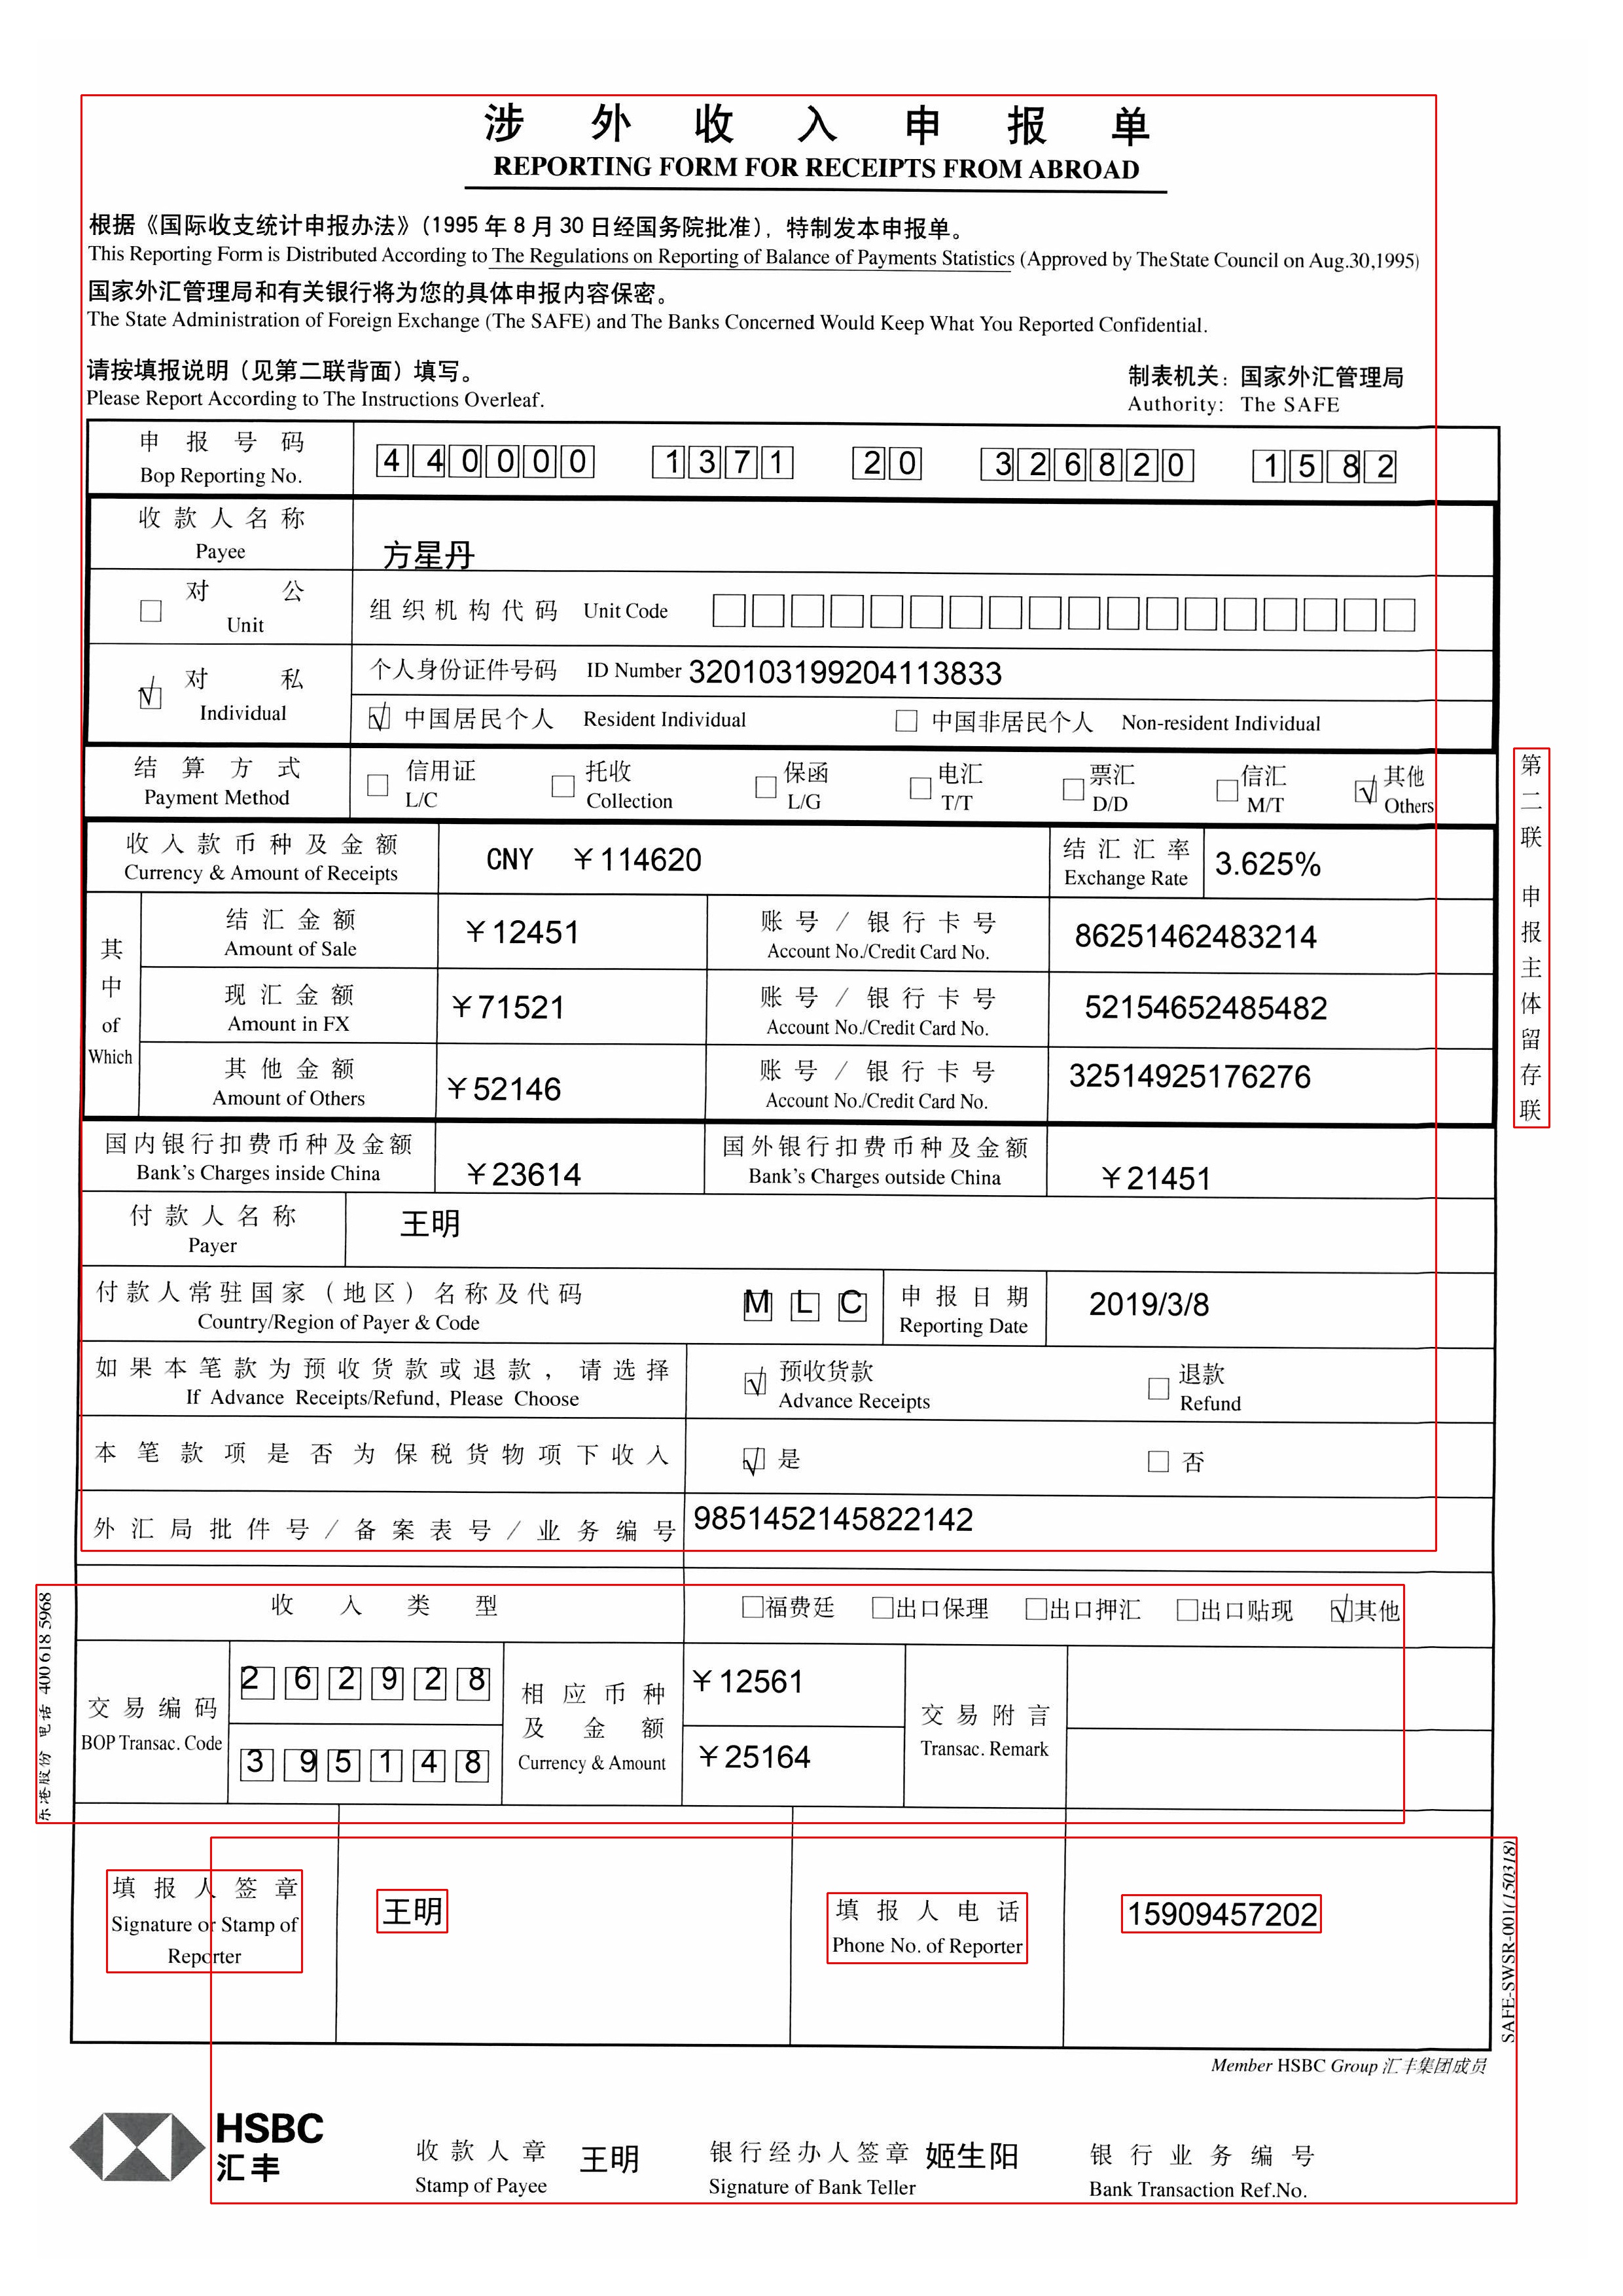 涉外收入申报单
REPORTING FORM FOR RECEIPTS FROM ABROAD
根据《国际收支统计申报办法》(1995年8月30日经国务院批准),特制发本申报单。
This Reporting Form is Distributed According to The Regulations on Reporting of Balance of Payments Statistics (Approved by The State Council on Aug.30,1995)
国家外汇管理局和有关银行将为您的具体申报内容保密。
The State Administration of Foreign Exchange (The SAFE) and The Banks Concerned Would Keep What You Reported Confidential.
请按填报说明(见第二联背面)填写。
Please Report According to The Instructions Overleaf.
制表机关:国家外汇管理局
Authority: The SAFE
申报号码
Bop Reporting No.
440000 1371 20 326820 1582
收款人名称
Payee
方星丹
对公
Unit
组织机构代码 Unit Code
对私
Individual
√
个人身份证件号码 ID Number 320103199204113833
√ 中国居民个人 Resident Individual
中国非居民个人 Non-resident Individual
结算方式
Payment Method
信用证
L/C
托收
Collection
保函
L/G
电汇
T/T
票汇
D/D
信汇
M/T
√ 其他
Others
收入款币种及金额
Currency & Amount of Receipts
CNY ￥114620
结汇汇率
Exchange Rate
3.625%
其中
of
Which
结汇金额
Amount of Sale
￥12451
账号/银行卡号
Account No./Credit Card No.
86251462483214
现汇金额
Amount in FX
￥71521
账号/银行卡号
Account No./Credit Card No.
52154652485482
其他金额
Amount of Others
￥52146
账号/银行卡号
Account No./Credit Card No.
32514925176276
国内银行扣费币种及金额
Bank's Charges inside China
￥23614
国外银行扣费币种及金额
Bank's Charges outside China
￥21451
付款人名称
Payer
王明
付款人常驻国家(地区)名称及代码
Country/Region of Payer & Code
M L C
申报日期
Reporting Date
2019/3/8
如果本笔款为预收货款或退款,请选择
If Advance Receipts/Refund, Please Choose
√ 预收货款
Advance Receipts
退款
Refund
本笔款项是否为保税货物项下收入
√ 是
否
外汇局批件号/备案表号/业务编号
9851452145822142
收入类型
福费廷 出口保理 出口押汇 出口贴现 √其他
交易编码
BOP Transac. Code
262928
395148
相应币种
及金额
Currency & Amount
￥12561
￥25164
交易附言
Transac. Remark
填报人签章
Signature or Stamp of
Reporter
王明
填报人电话
Phone No. of Reporter
15909457202
第二联 申报主体留存联
东港股份 电话 400 618 5968
SAFE-SWSR-001(150318)
Member HSBC Group 汇丰集团成员
HSBC
汇丰
收款人章
Stamp of Payee
王明
银行经办人签章
Signature of Bank Teller
姬生阳
银行业务编号
Bank Transaction Ref.No.